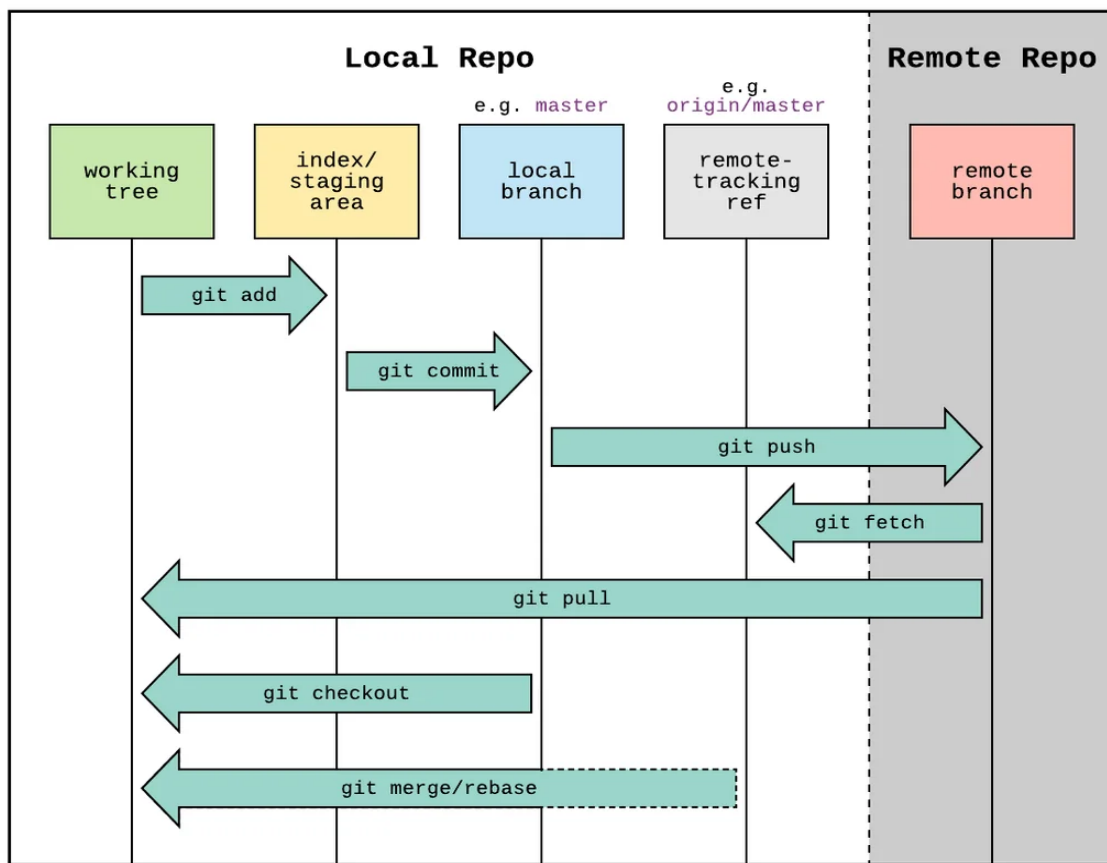 Local Repo
Remote Repo
e.g. master
e.g.
origin/master
working
tree
index/
staging
area
local
branch
remote-
tracking
ref
remote
branch
git add
git commit
git push
git fetch
git pull
git checkout
git merge/rebase